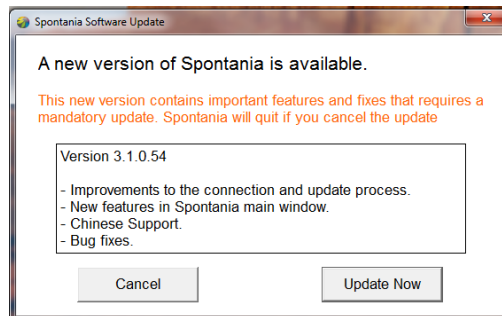 Spontania Software Update
A new version of Spontania is available.
This new version contains important features and fixes that requires a
mandatory update. Spontania will quit if you cancel the update
Version 3.1.0.54
- Improvements to the connection and update process.
- New features in Spontania main window.
- Chinese Support.
- Bug fixes.
Cancel Update Now